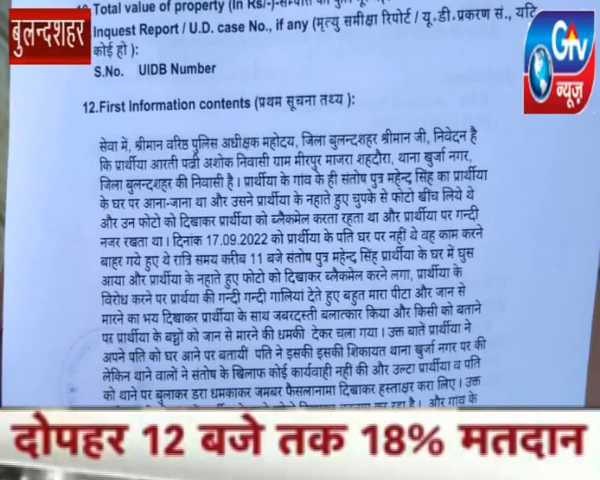 बुलन्दशहर
GTV
न्यूज़
10. Total value of property (In Rs/-)-
Inquest Report / U.D. case No., if any (मृत्यु समीक्षा रिपोर्ट / यू.डी.प्रकरण सं., यदि
कोई हो ):
S.No. UIDB Number
12.First Information contents (प्रथम सूचना तथ्य ):
सेवा में, श्रीमान वरिष्ठ पुलिस अधीक्षक महोदय, जिला बुलन्दशहर श्रीमान जी, निवेदन है
कि प्रार्थीया आरती पत्नी अशोक निवासी ग्राम मीरपुर माजरा शहदौरा, थाना खुर्जा नगर,
जिला बुलन्दशहर की निवासी है । प्रार्थीया के गांव के ही संतोष पुत्र महेन्द्र सिंह का प्रार्थीया
के घर पर आना-जाना था और उसने प्रार्थीया के नहाते हुए चुपके से फोटो खींच लिये थे
और उन फोटो को दिखाकर प्रार्थीया को ब्लैकमेल करता रहता था और प्रार्थीया पर गन्दी
नजर रखता था । दिनांक 17.09.2022 को प्रार्थीया के पति घर पर नहीं थे वह काम करने
बाहर गए हुए थे रात्रि समय करीब 11 बजे संतोष पुत्र महेन्द्र सिंह प्रार्थीया के घर में घुस
आया और प्रार्थीया के नहाते हुए फोटो को दिखाकर ब्लैकमेल करने लगा, प्रार्थीया के
विरोध करने पर प्रार्थया की गन्दी गन्दी गालियां देते हुए बहुत मारा पीटा और जान से
मारने का भय दिखाकर प्रार्थीया के साथ जबरदस्ती बलात्कार किया और किसी को बताने
पर प्रार्थीया के बच्चों को जान से मारने की धमकी देकर चला गया । उक्त बातें प्रार्थीया ने
अपने पति को घर आने पर बतायीं पति ने इसकी इसकी शिकायत थाना खुर्जा नगर पर की
लेकिन थाने वालों ने संतोष के खिलाफ कोई कार्यवाही नही की और उल्टा प्रार्थीया व पति
को थाने पर बुलाकर डरा धमकाकर जमबर फैसलानामा दिखाकर हस्ताक्षर करा लिए । उक्त
रहा है । और गांव के
दोपहर 12 बजे तक 18% मतदान